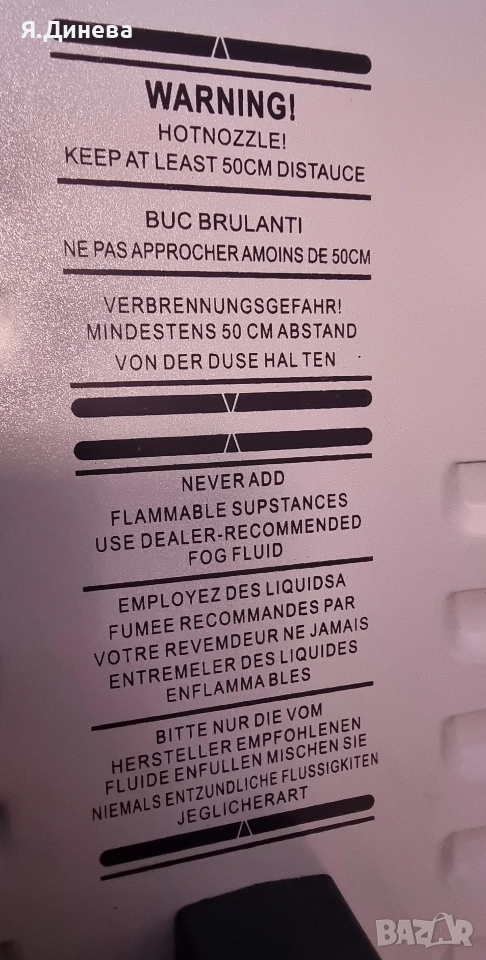 Я.Динева
WARNING!
HOTNOZZLE!
KEEP AT LEAST 50CM DISTAUCE
BUC BRULANTI
NE PAS APPROCHER AMOINS DE 50CM
VERBRENNUNGSGEFAHR!
MINDESTENS 50 CM ABSTAND
VON DER DUSE HAL TEN
NEVER ADD
FLAMMABLE SUPSTANCES
USE DEALER-RECOMMENDED
FOG FLUID
EMPLOYEZ DES LIQUIDSA
FUMEE RECOMMANDES PAR
VOTRE REVEMDEUR NE JAMAIS
ENTREMELER DES LIQUIDES
ENFLAMMA BLES
BITTE NUR DIE VOM
HERSTELLER EMPFOHLENEN
FLUIDE ENFULLEN MISCHEN SIE
NIEMALS ENTZUNDLICHE FLUSSIGKITEN
JEGLICHERART
BAZAR